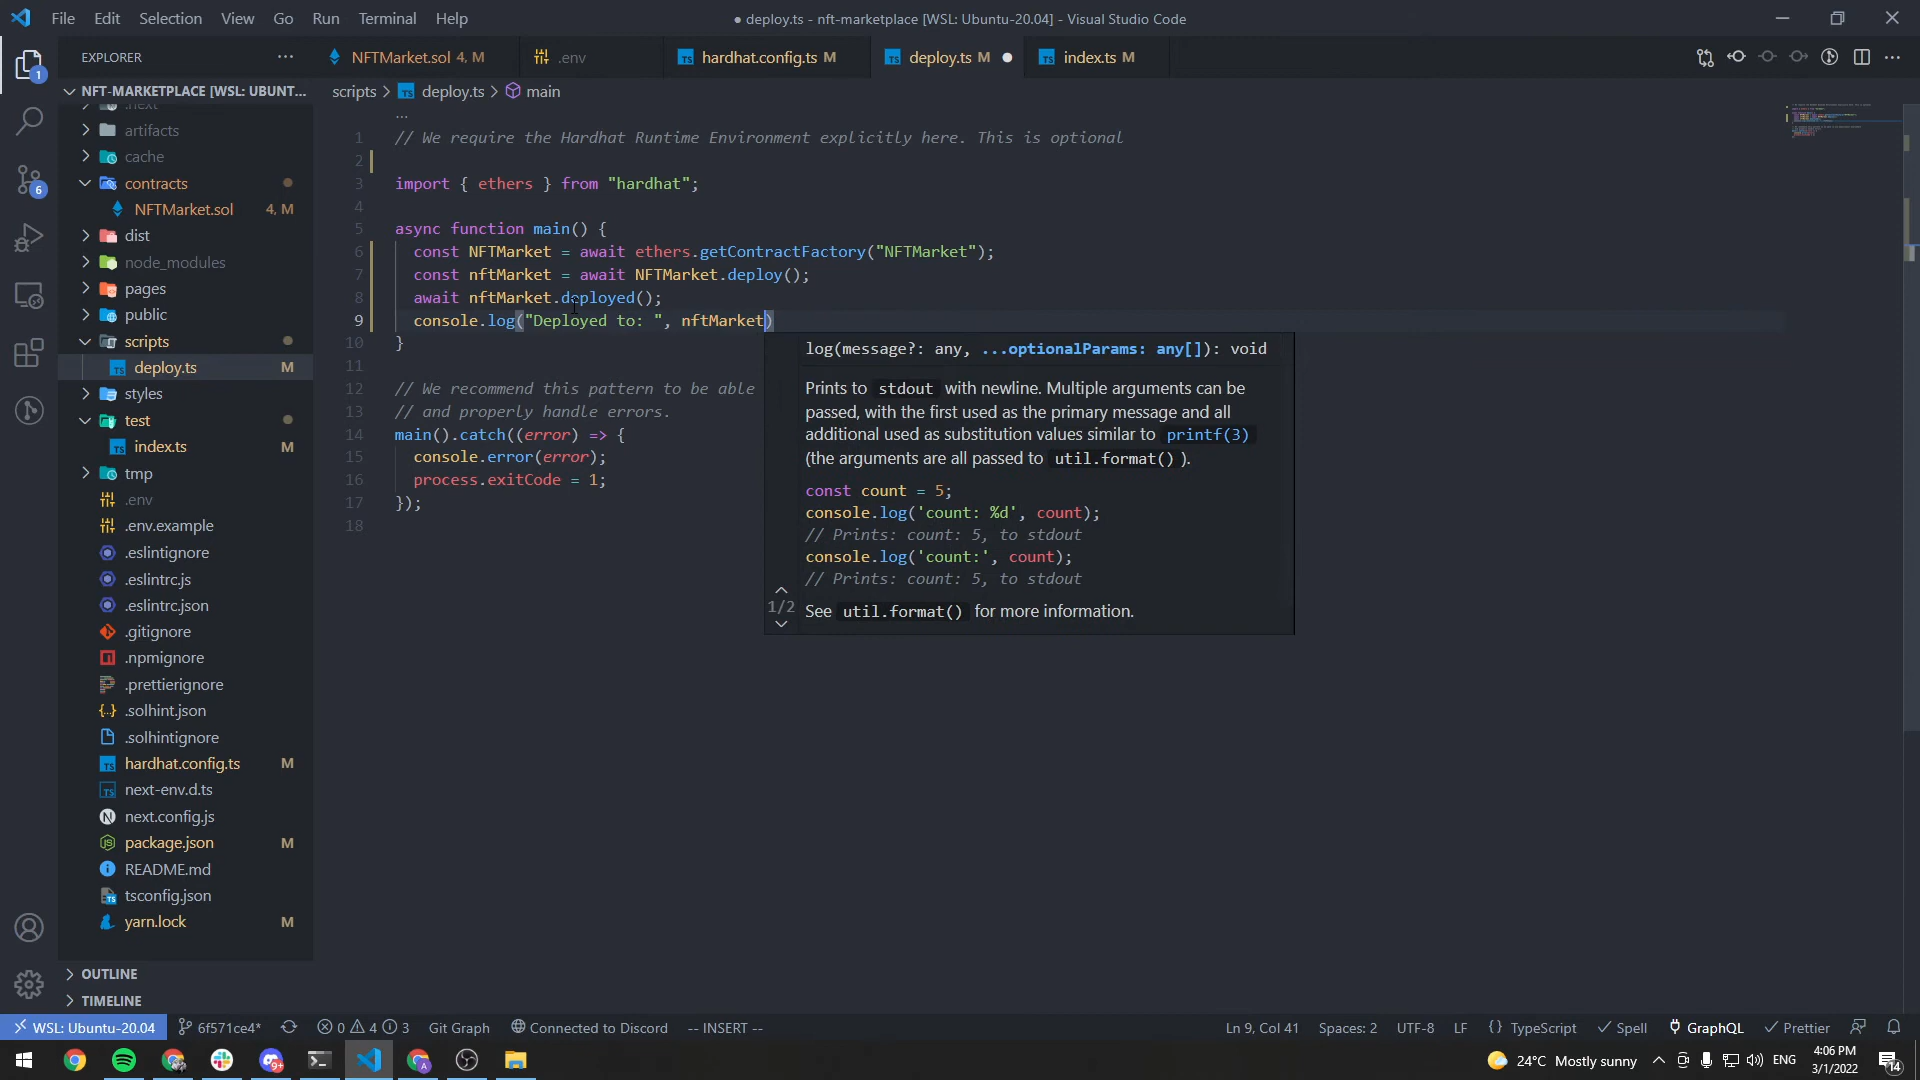 File Edit Selection View Go Run Terminal Help
● deploy.ts - nft-marketplace [WSL: Ubuntu-20.04] - Visual Studio Code
EXPLORER ...
NFTMarket.sol 4, M
.env
hardhat.config.ts M
deploy.ts M
index.ts M
NFT-MARKETPLACE [WSL: UBUNT...
scripts > deploy.ts > main
.next
artifacts
cache
contracts
NFTMarket.sol 4, M
dist
node_modules
pages
public
scripts
deploy.ts M
styles
test
index.ts M
tmp
.env
.env.example
.eslintignore
.eslintrc.js
.eslintrc.json
.gitignore
.npmignore
.prettierignore
.solhint.json
.solhintignore
hardhat.config.ts M
next-env.d.ts
next.config.js
package.json M
README.md
tsconfig.json
yarn.lock M
OUTLINE
TIMELINE
1
6
...
1 // We require the Hardhat Runtime Environment explicitly here. This is optional
2
3 import { ethers } from "hardhat";
4
5 async function main() {
6 const NFTMarket = await ethers.getContractFactory("NFTMarket");
7 const nftMarket = await NFTMarket.deploy();
8 await nftMarket.deployed();
9 console.log("Deployed to: ", nftMarket)
10 }
11
12 // We recommend this pattern to be able
13 // and properly handle errors.
14 main().catch((error) => {
15 console.error(error);
16 process.exitCode = 1;
17 });
18
log(message?: any, ...optionalParams: any[]): void
Prints to stdout with newline. Multiple arguments can be
passed, with the first used as the primary message and all
additional used as substitution values similar to printf(3)
(the arguments are all passed to util.format() ).
const count = 5;
console.log('count: %d', count);
// Prints: count: 5, to stdout
console.log('count:', count);
// Prints: count: 5, to stdout
1/2 See util.format() for more information.
WSL: Ubuntu-20.04 6f571ce4* 0 4 3 Git Graph Connected to Discord -- INSERT --
Ln 9, Col 41 Spaces: 2 UTF-8 LF {} TypeScript Spell GraphQL Prettier
9+
24°C Mostly sunny ENG
4:06 PM
3/1/2022
14